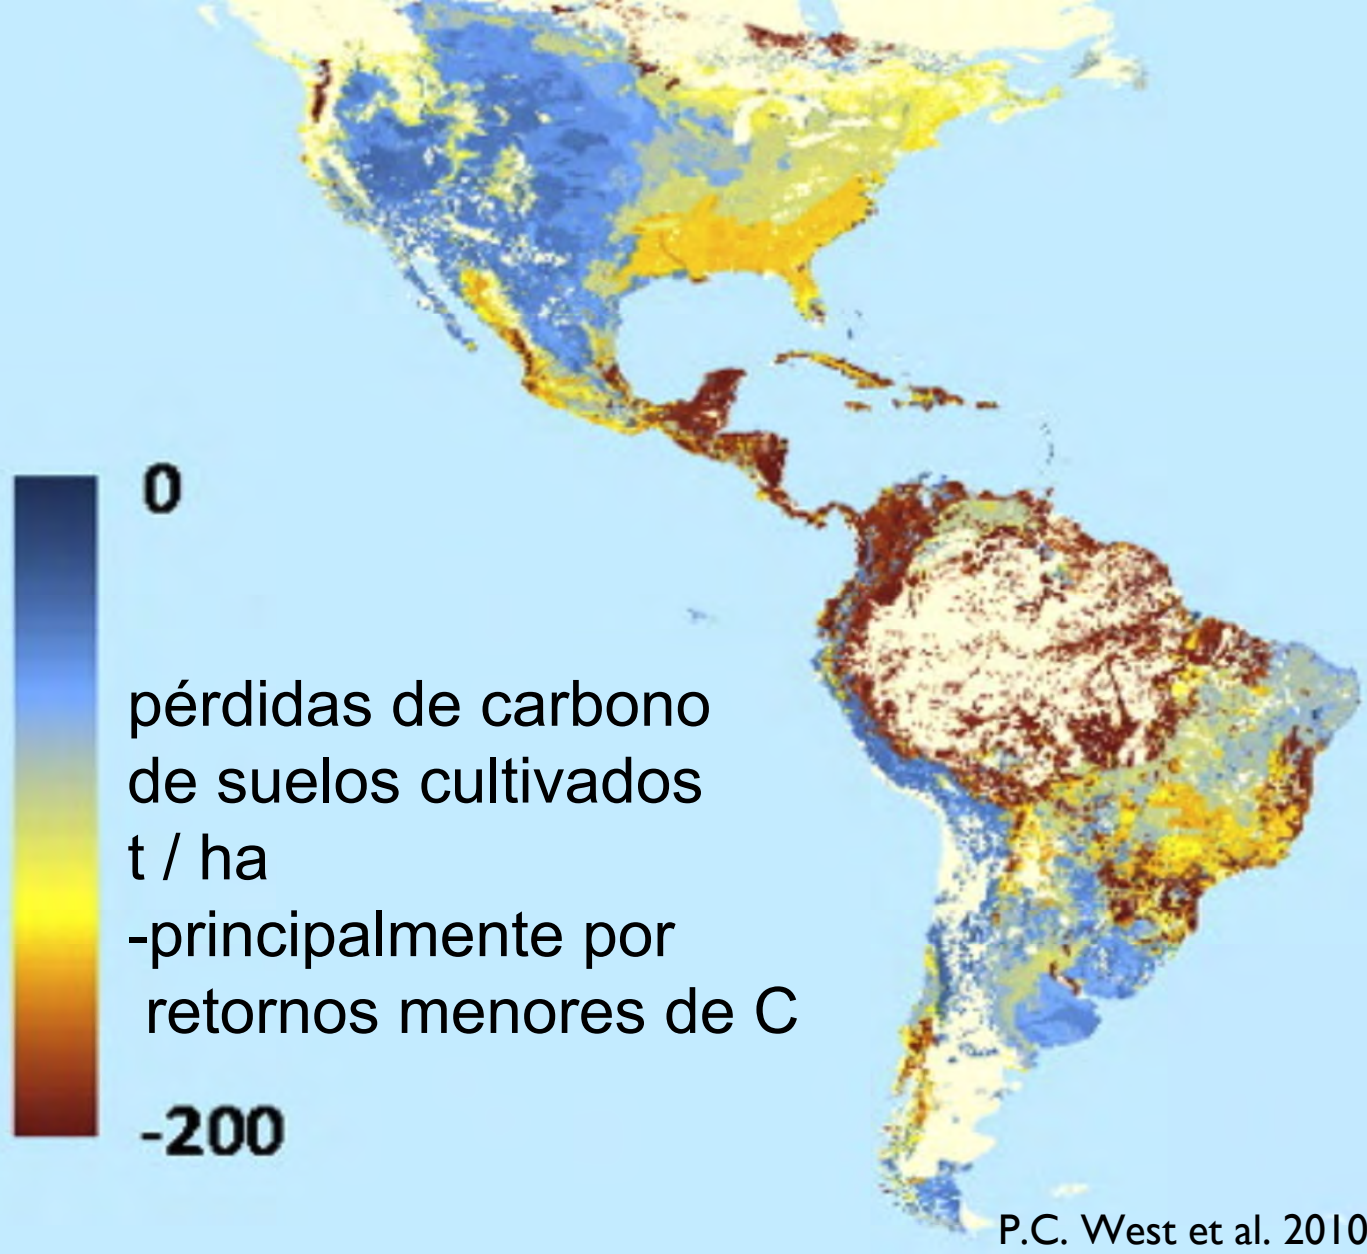 0
pérdidas de carbono
de suelos cultivados
t / ha
-principalmente por
retornos menores de C
-200
P.C. West et al. 2010